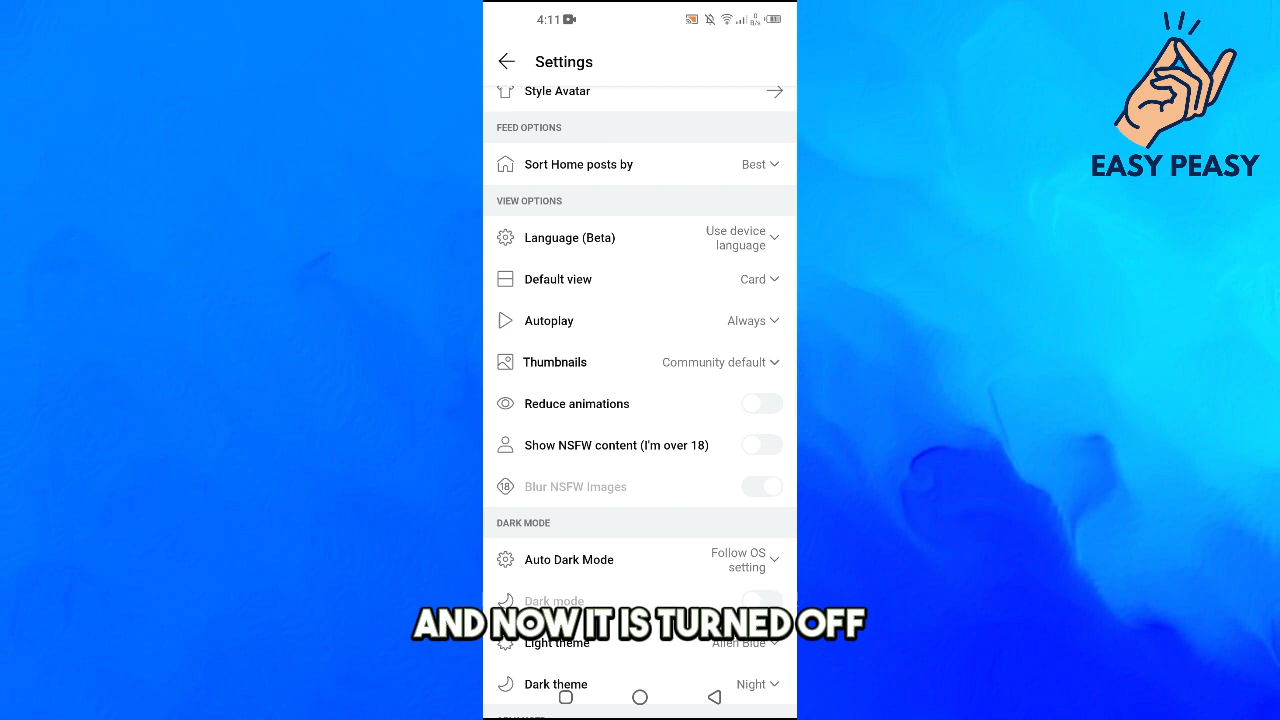 4:11
0 B/s
Settings
Style Avatar
FEED OPTIONS
Sort Home posts by Best
VIEW OPTIONS
Language (Beta) Use device
language
Default view Card
Autoplay Always
Thumbnails Community default
Reduce animations
Show NSFW content (I'm over 18)
18 Blur NSFW Images
DARK MODE
Auto Dark Mode Follow OS
setting
Dark mode
AND NOW IT IS TURNED OFF
Light theme Alien Blue
Dark theme Night
EASY PEASY